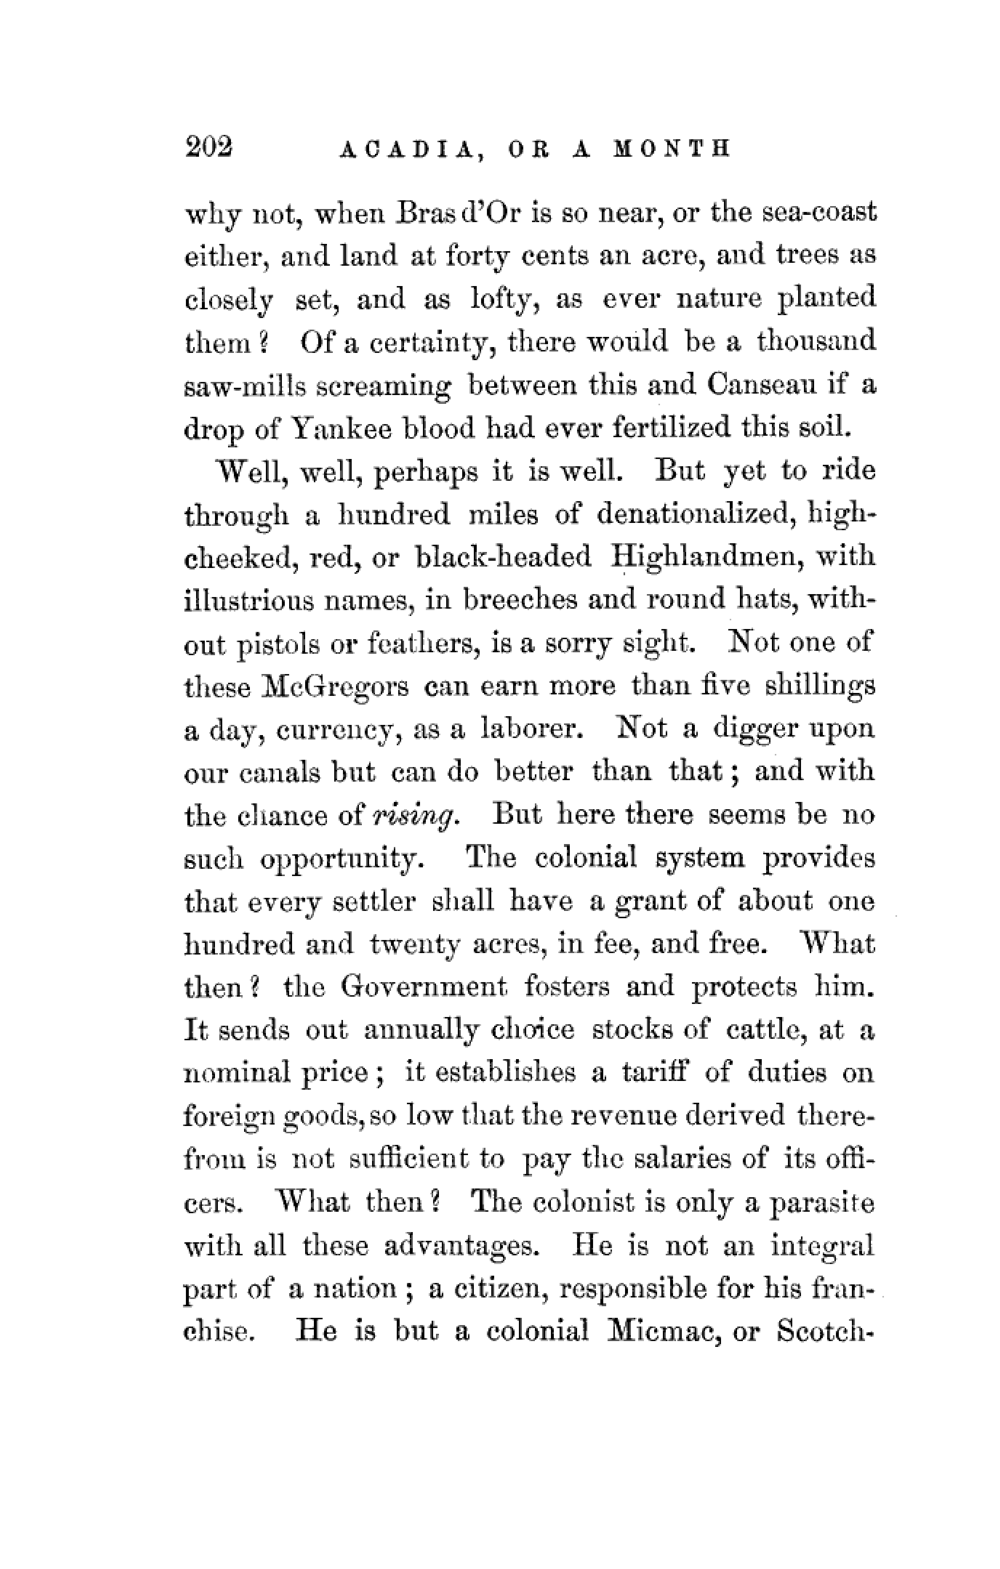 202 ACADIA, OR A MONTH
why not, when Bras d'Or is so near, or the sea-coast
either, and land at forty cents an acre, and trees as
closely set, and as lofty, as ever nature planted
them? Of a certainty, there would be a thousand
saw-mills screaming between this and Canseau if a
drop of Yankee blood had ever fertilized this soil.
Well, well, perhaps it is well. But yet to ride
through a hundred miles of denationalized, high-
cheeked, red, or black-headed Highlandmen, with
illustrious names, in breeches and round hats, with-
out pistols or feathers, is a sorry sight. Not one of
these McGregors can earn more than five shillings
a day, currency, as a laborer. Not a digger upon
our canals but can do better than that; and with
the chance of rising. But here there seems be no
such opportunity. The colonial system provides
that every settler shall have a grant of about one
hundred and twenty acres, in fee, and free. What
then? the Government fosters and protects him.
It sends out annually choice stocks of cattle, at a
nominal price; it establishes a tariff of duties on
foreign goods, so low that the revenue derived there-
from is not sufficient to pay the salaries of its offi-
cers. What then? The colonist is only a parasite
with all these advantages. He is not an integral
part of a nation; a citizen, responsible for his fran-
chise. He is but a colonial Micmac, or Scotch-